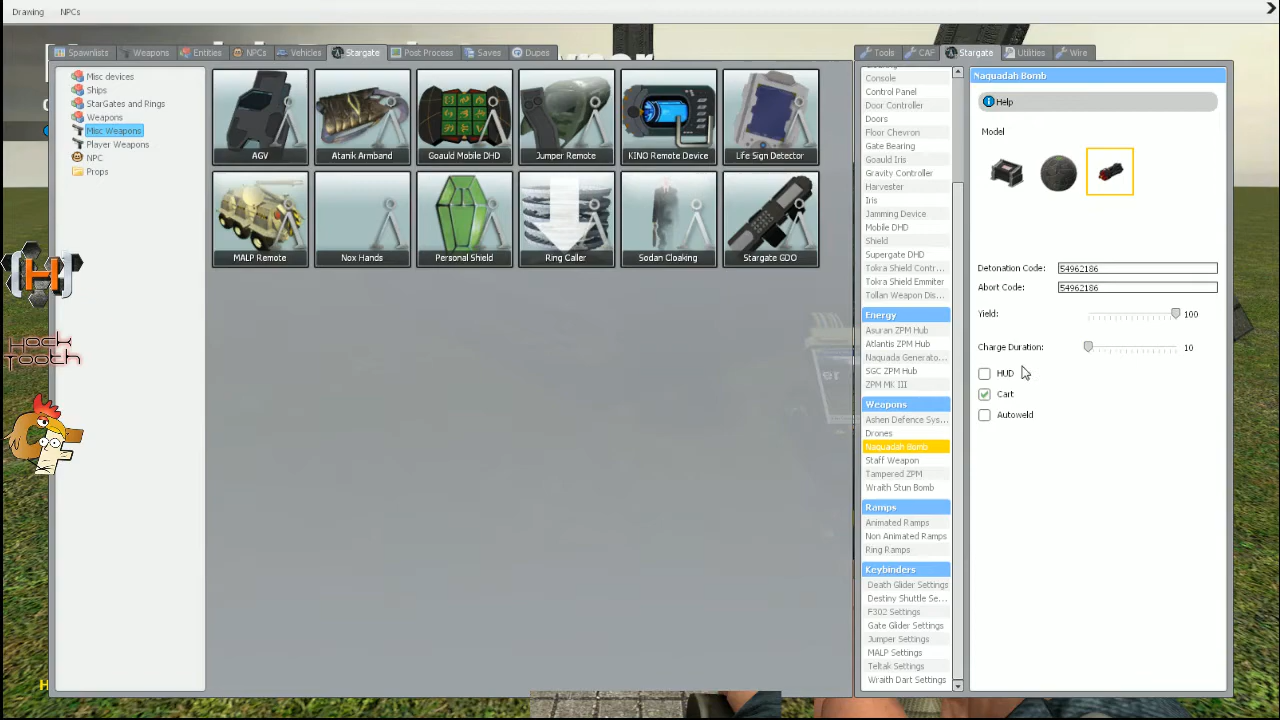 Drawing NPCs
Spawnlists Weapons Entities NPCs Vehicles Stargate Post Process Saves Dupes
Tools CAF Stargate Utilities Wire
Misc devices
Ships
StarGates and Rings
Weapons
Misc Weapons
Player Weapons
NPC
Props
AGV
Atanik Armband
Goauld Mobile DHD
Jumper Remote
KINO Remote Device
Life Sign Detector
MALP Remote
Nox Hands
Personal Shield
Ring Caller
Sodan Cloaking
Stargate GDO
Console
Control Panel
Door Controller
Doors
Floor Chevron
Gate Bearing
Goauld Iris
Gravity Controller
Harvester
Iris
Jamming Device
Mobile DHD
Shield
Supergate DHD
Tokra Shield Contr...
Tokra Shield Emmiter
Tollan Weapon Dis...
Energy
Asuran ZPM Hub
Atlantis ZPM Hub
Naquada Generato...
SGC ZPM Hub
ZPM MK III
Weapons
Ashen Defence Sys...
Drones
Naquadah Bomb
Staff Weapon
Tampered ZPM
Wraith Stun Bomb
Ramps
Animated Ramps
Non Animated Ramps
Ring Ramps
Keybinders
Death Glider Settings
Destiny Shuttle Se...
F302 Settings
Gate Glider Settings
Jumper Settings
MALP Settings
Teltak Settings
Wraith Dart Settings
Naquadah Bomb
Help
Model
Detonation Code: 54962186
Abort Code: 54962186
Yield: 100
Charge Duration: 10
HUD
Cart
Autoweld
H
Hock
Tooth